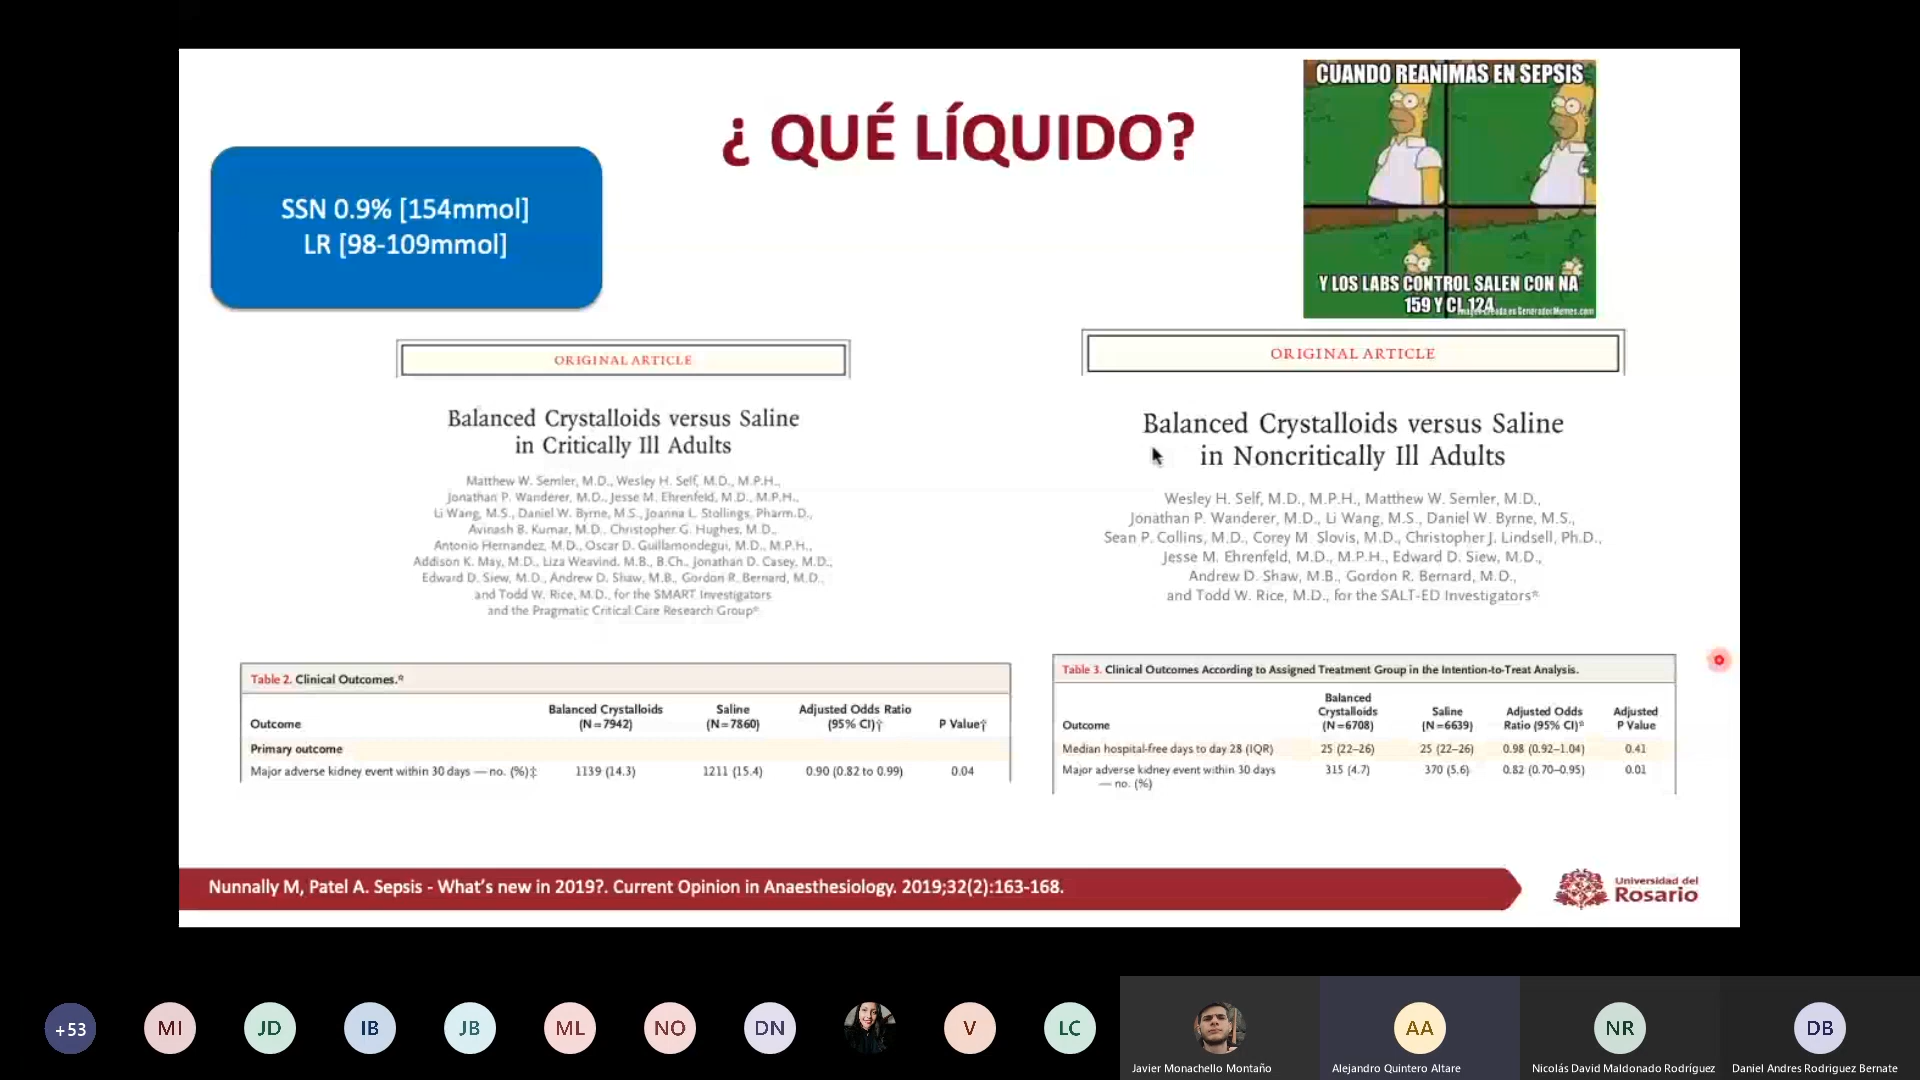 ¿ QUÉ LÍQUIDO?
CUANDO REANIMAS EN SEPSIS
Y LOS LABS CONTROL SALEN CON NA
159 Y CL 124
SSN 0.9% [154mmol]
LR [98-109mmol]
ORIGINAL ARTICLE
Balanced Crystalloids versus Saline
in Critically Ill Adults
Matthew W. Semler, M.D., Wesley H. Self, M.D., M.P.H.,
Jonathan P. Wanderer, M.D., Jesse M. Ehrenfeld, M.D., M.P.H.,
Li Wang, M.S., Daniel W. Byrne, M.S., Joanna L. Stollings, Pharm.D.,
Avinash B. Kumar, M.D., Christopher G. Hughes, M.D.,
Antonio Hernandez, M.D., Oscar D. Guillamondegui, M.D., M.P.H.,
Addison K. May, M.D., Liza Weavind, M.B., B.Ch., Jonathan D. Casey, M.D.,
Edward D. Siew, M.D., Andrew D. Shaw, M.B., Gordon R. Bernard, M.D.,
and Todd W. Rice, M.D., for the SMART Investigators
and the Pragmatic Critical Care Research Group*
ORIGINAL ARTICLE
Balanced Crystalloids versus Saline
in Noncritically Ill Adults
Wesley H. Self, M.D., M.P.H., Matthew W. Semler, M.D.,
Jonathan P. Wanderer, M.D., Li Wang, M.S., Daniel W. Byrne, M.S.,
Sean P. Collins, M.D., Corey M. Slovis, M.D., Christopher J. Lindsell, Ph.D.,
Jesse M. Ehrenfeld, M.D., M.P.H., Edward D. Siew, M.D.,
Andrew D. Shaw, M.B., Gordon R. Bernard, M.D.,
and Todd W. Rice, M.D., for the SALT-ED Investigators*
Table 2. Clinical Outcomes.*
Outcome Balanced Crystalloids (N=7942) Saline (N=7860) Adjusted Odds Ratio (95% CI)† P Value†
Primary outcome
Major adverse kidney event within 30 days — no. (%)‡ 1139 (14.3) 1211 (15.4) 0.90 (0.82 to 0.99) 0.04
Table 3. Clinical Outcomes According to Assigned Treatment Group in the Intention-to-Treat Analysis.
Outcome Balanced Crystalloids (N=6708) Saline (N=6639) Adjusted Odds Ratio (95% CI)* Adjusted P Value
Median hospital-free days to day 28 (IQR) 25 (22–26) 25 (22–26) 0.98 (0.92–1.04) 0.41
Major adverse kidney event within 30 days — no. (%) 315 (4.7) 370 (5.6) 0.82 (0.70–0.95) 0.01
Nunnally M, Patel A. Sepsis - What's new in 2019?. Current Opinion in Anaesthesiology. 2019;32(2):163-168.
Universidad del
Rosario
+53 MI JD IB JB ML NO DN V LC AA NR DB
Javier Monachello Montaño Alejandro Quintero Altare Nicolás David Maldonado Rodríguez Daniel Andres Rodriguez Bernate